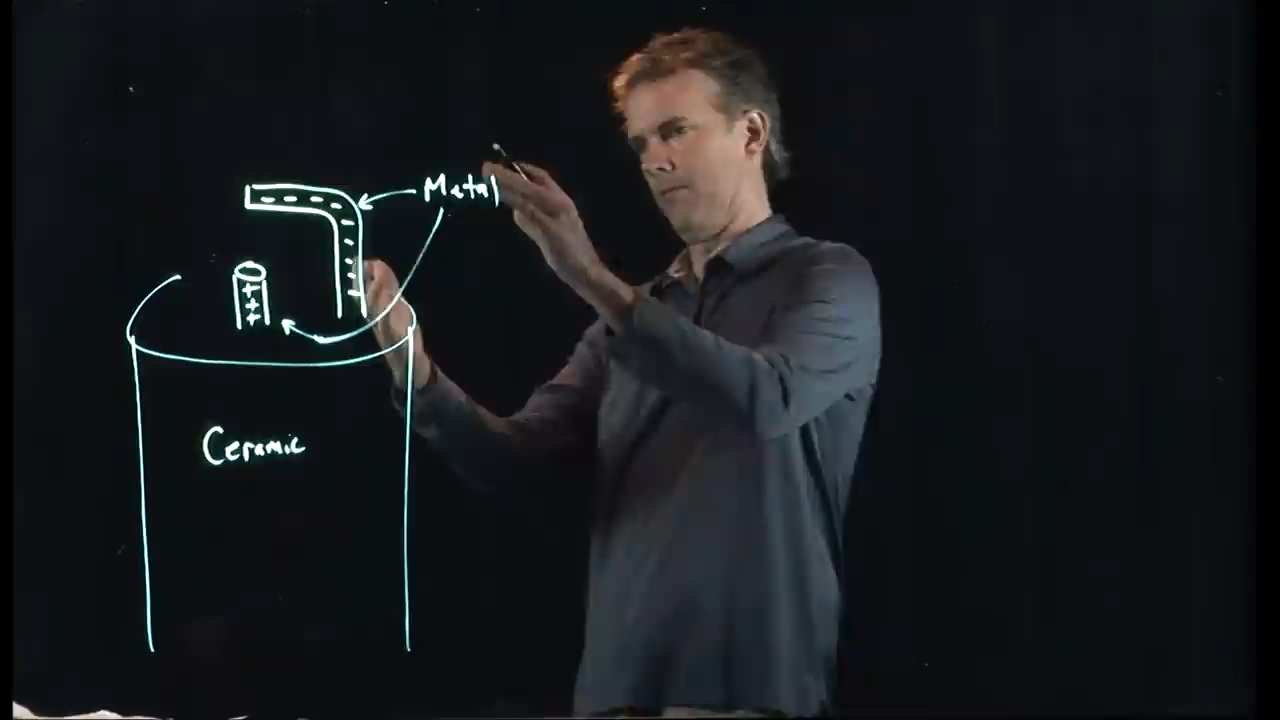 Metal
- - - - - - - - -
+
+
+
Ceramic